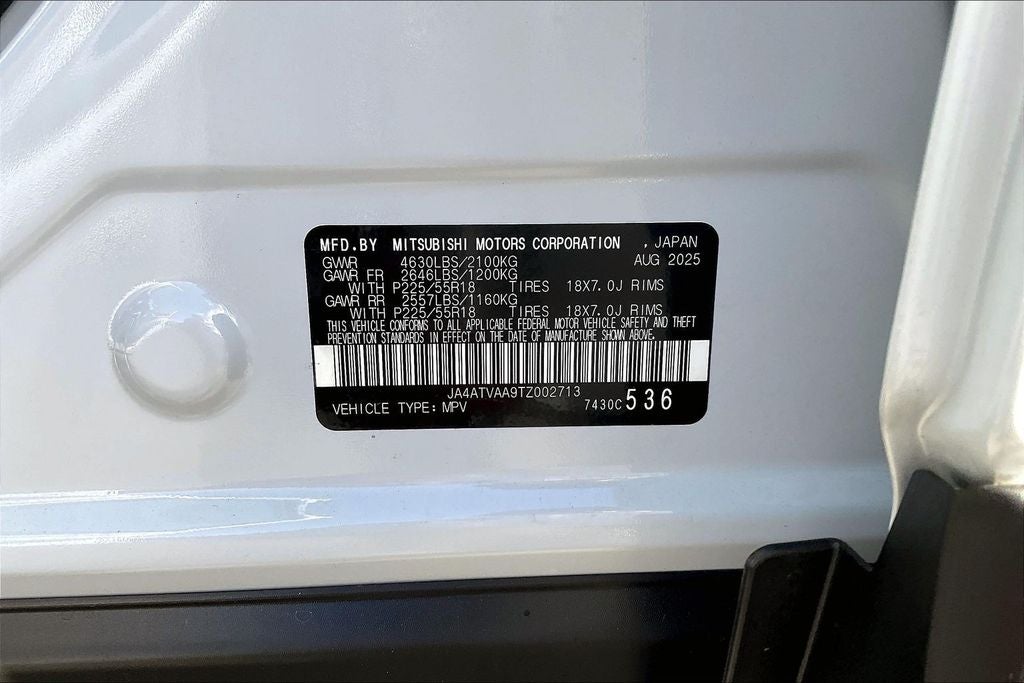 MFD.BY MITSUBISHI MOTORS CORPORATION , JAPAN
GVWR 4630LBS/2100KG AUG 2025
GAWR FR 2646LBS/1200KG
WITH P225/55R18 TIRES 18X7.0J RIMS
GAWR RR 2557LBS/1160KG
WITH P225/55R18 TIRES 18X7.0J RIMS
THIS VEHICLE CONFORMS TO ALL APPLICABLE FEDERAL MOTOR VEHICLE SAFETY AND THEFT
PREVENTION STANDARDS IN EFFECT ON THE DATE OF MANUFACTURE SHOWN ABOVE.
JA4ATVAA9TZ002713
VEHICLE TYPE: MPV 7430C 536